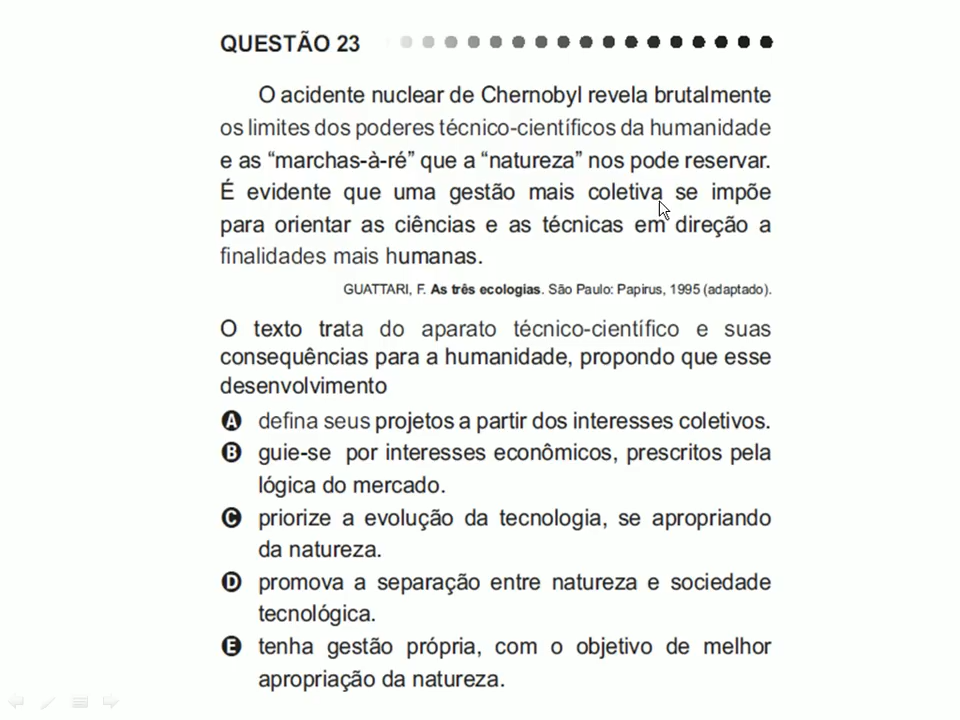 QUESTÃO 23
O acidente nuclear de Chernobyl revela brutalmente
os limites dos poderes técnico-científicos da humanidade
e as “marchas-à-ré” que a “natureza” nos pode reservar.
É evidente que uma gestão mais coletiva se impõe
para orientar as ciências e as técnicas em direção a
finalidades mais humanas.
GUATTARI, F. As três ecologias. São Paulo: Papirus, 1995 (adaptado).
O texto trata do aparato técnico-científico e suas
consequências para a humanidade, propondo que esse
desenvolvimento
A defina seus projetos a partir dos interesses coletivos.
B guie-se por interesses econômicos, prescritos pela
lógica do mercado.
C priorize a evolução da tecnologia, se apropriando
da natureza.
D promova a separação entre natureza e sociedade
tecnológica.
E tenha gestão própria, com o objetivo de melhor
apropriação da natureza.